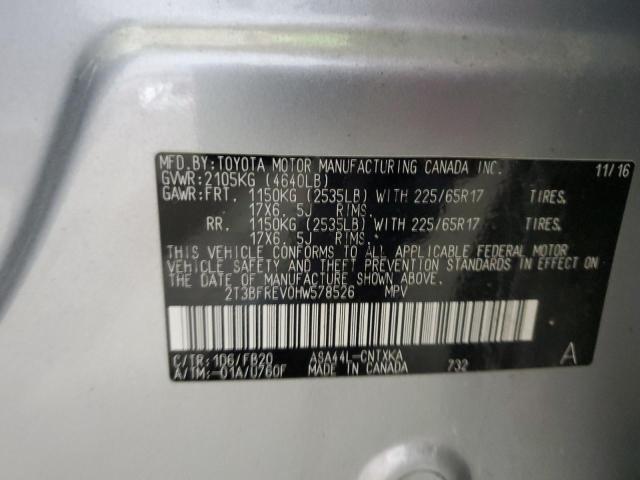 MFD.BY:TOYOTA MOTOR MANUFACTURING CANADA INC. 11/16
GVWR:2105KG (4640LB)
GAWR:FRT. 1150KG (2535LB) WITH 225/65R17 TIRES,
17X6. 5J RIMS,
RR. 1150KG (2535LB) WITH 225/65R17 TIRES,
17X6. 5J RIMS.
THIS VEHICLE CONFORMS TO ALL APPLICABLE FEDERAL MOTOR
VEHICLE SAFETY AND THEFT PREVENTION STANDARDS IN EFFECT ON
THE DATE OF MANUFACTURE SHOWN ABOVE.
2T3BFREV0HW578526 MPV
C/TR:1D6/FB20 ASA44L-CNTXKA A
A/TM:-01A/U760F MADE IN CANADA 732